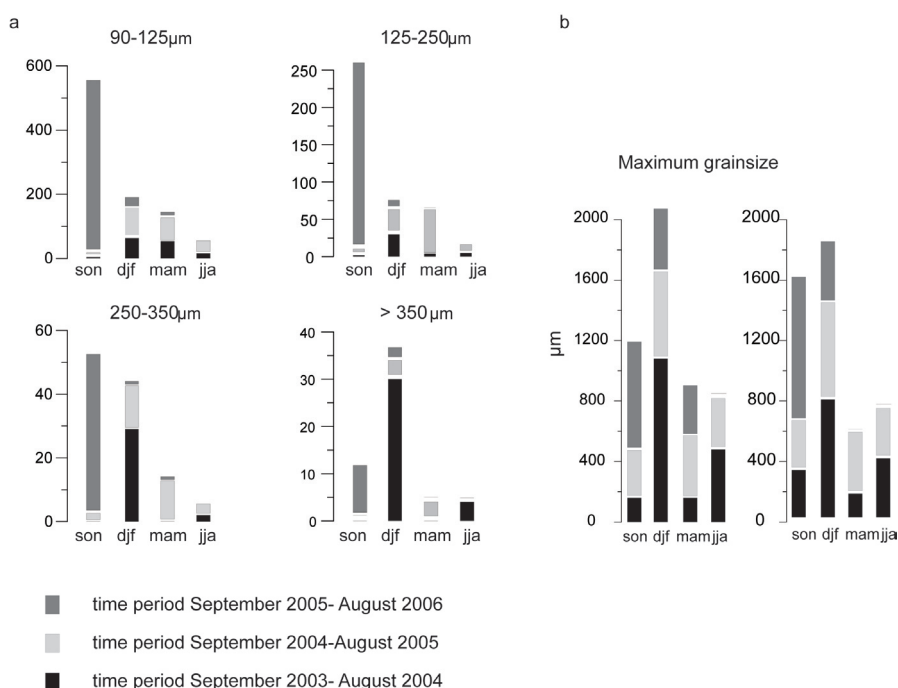 a
b
90-125µm
125-250µm
600
400
200
0
son djf mam jja
250
200
150
100
50
0
son djf mam jja
250-350µm
> 350µm
60
40
20
0
son djf mam jja
40
30
20
10
0
son djf mam jja
Maximum grainsize
µm
2000
1600
1200
800
400
0
son djf mam jja
2000
1600
1200
800
400
0
son djf mam jja
time period September 2005- August 2006
time period September 2004-August 2005
time period September 2003- August 2004